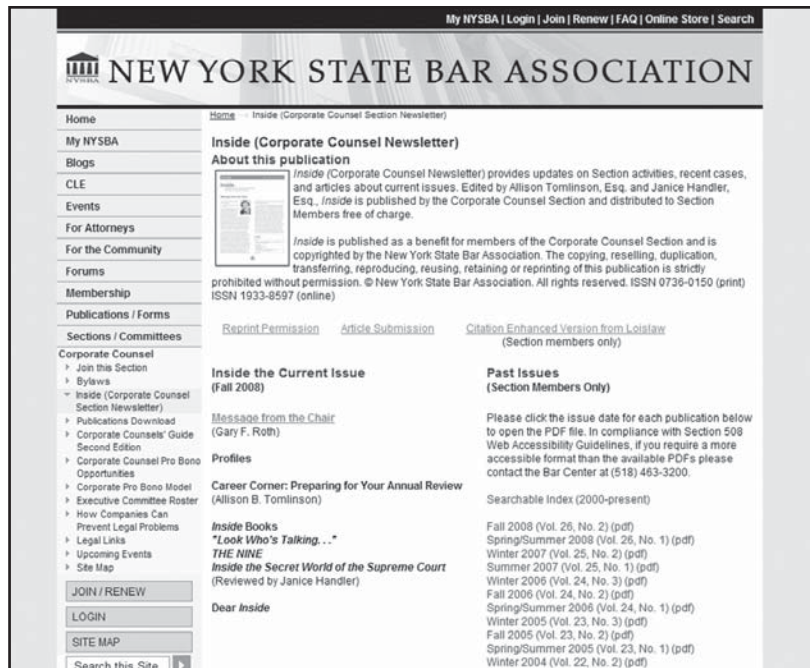 My NYSBA | Login | Join | Renew | FAQ | Online Store | Search
NYSBA
NEW YORK STATE BAR ASSOCIATION
Home
My NYSBA
Blogs
CLE
Events
For Attorneys
For the Community
Forums
Membership
Publications / Forms
Sections / Committees
Corporate Counsel
Join this Section
Bylaws
Inside (Corporate Counsel
Section Newsletter)
Publications Download
Corporate Counsels' Guide
Second Edition
Corporate Counsel Pro Bono
Opportunities
Corporate Pro Bono Model
Executive Committee Roster
How Companies Can
Prevent Legal Problems
Legal Links
Upcoming Events
Site Map
JOIN / RENEW
LOGIN
SITE MAP
Search this Site
Home → Inside (Corporate Counsel Section Newsletter)
Inside (Corporate Counsel Newsletter)
About this publication
Inside (Corporate Counsel Newsletter) provides updates on Section activities, recent cases,
and articles about current issues. Edited by Allison Tomlinson, Esq. and Janice Handler,
Esq., Inside is published by the Corporate Counsel Section and distributed to Section
Members free of charge.
Inside is published as a benefit for members of the Corporate Counsel Section and is
copyrighted by the New York State Bar Association. The copying, reselling, duplication,
transferring, reproducing, reusing, retaining or reprinting of this publication is strictly
prohibited without permission. © New York State Bar Association. All rights reserved. ISSN 0736-0150 (print)
ISSN 1933-8597 (online)
Reprint Permission Article Submission Citation Enhanced Version from Loislaw
(Section members only)
Inside the Current Issue
(Fall 2008)
Message from the Chair
(Gary F. Roth)
Profiles
Career Corner: Preparing for Your Annual Review
(Allison B. Tomlinson)
Inside Books
"Look Who's Talking. . ."
THE NINE
Inside the Secret World of the Supreme Court
(Reviewed by Janice Handler)
Dear Inside
Past Issues
(Section Members Only)
Please click the issue date for each publication below
to open the PDF file. In compliance with Section 508
Web Accessibility Guidelines, if you require a more
accessible format than the available PDFs please
contact the Bar Center at (518) 463-3200.
Searchable Index (2000-present)
Fall 2008 (Vol. 26, No. 2) (pdf)
Spring/Summer 2008 (Vol. 26, No. 1) (pdf)
Winter 2007 (Vol. 25, No. 2) (pdf)
Summer 2007 (Vol. 25, No. 1) (pdf)
Winter 2006 (Vol. 24, No. 3) (pdf)
Fall 2006 (Vol. 24, No. 2) (pdf)
Spring/Summer 2006 (Vol. 24, No. 1) (pdf)
Winter 2005 (Vol. 23, No. 3) (pdf)
Fall 2005 (Vol. 23, No. 2) (pdf)
Spring/Summer 2005 (Vol. 23, No. 1) (pdf)
Winter 2004 (Vol. 22, No. 2) (pdf)